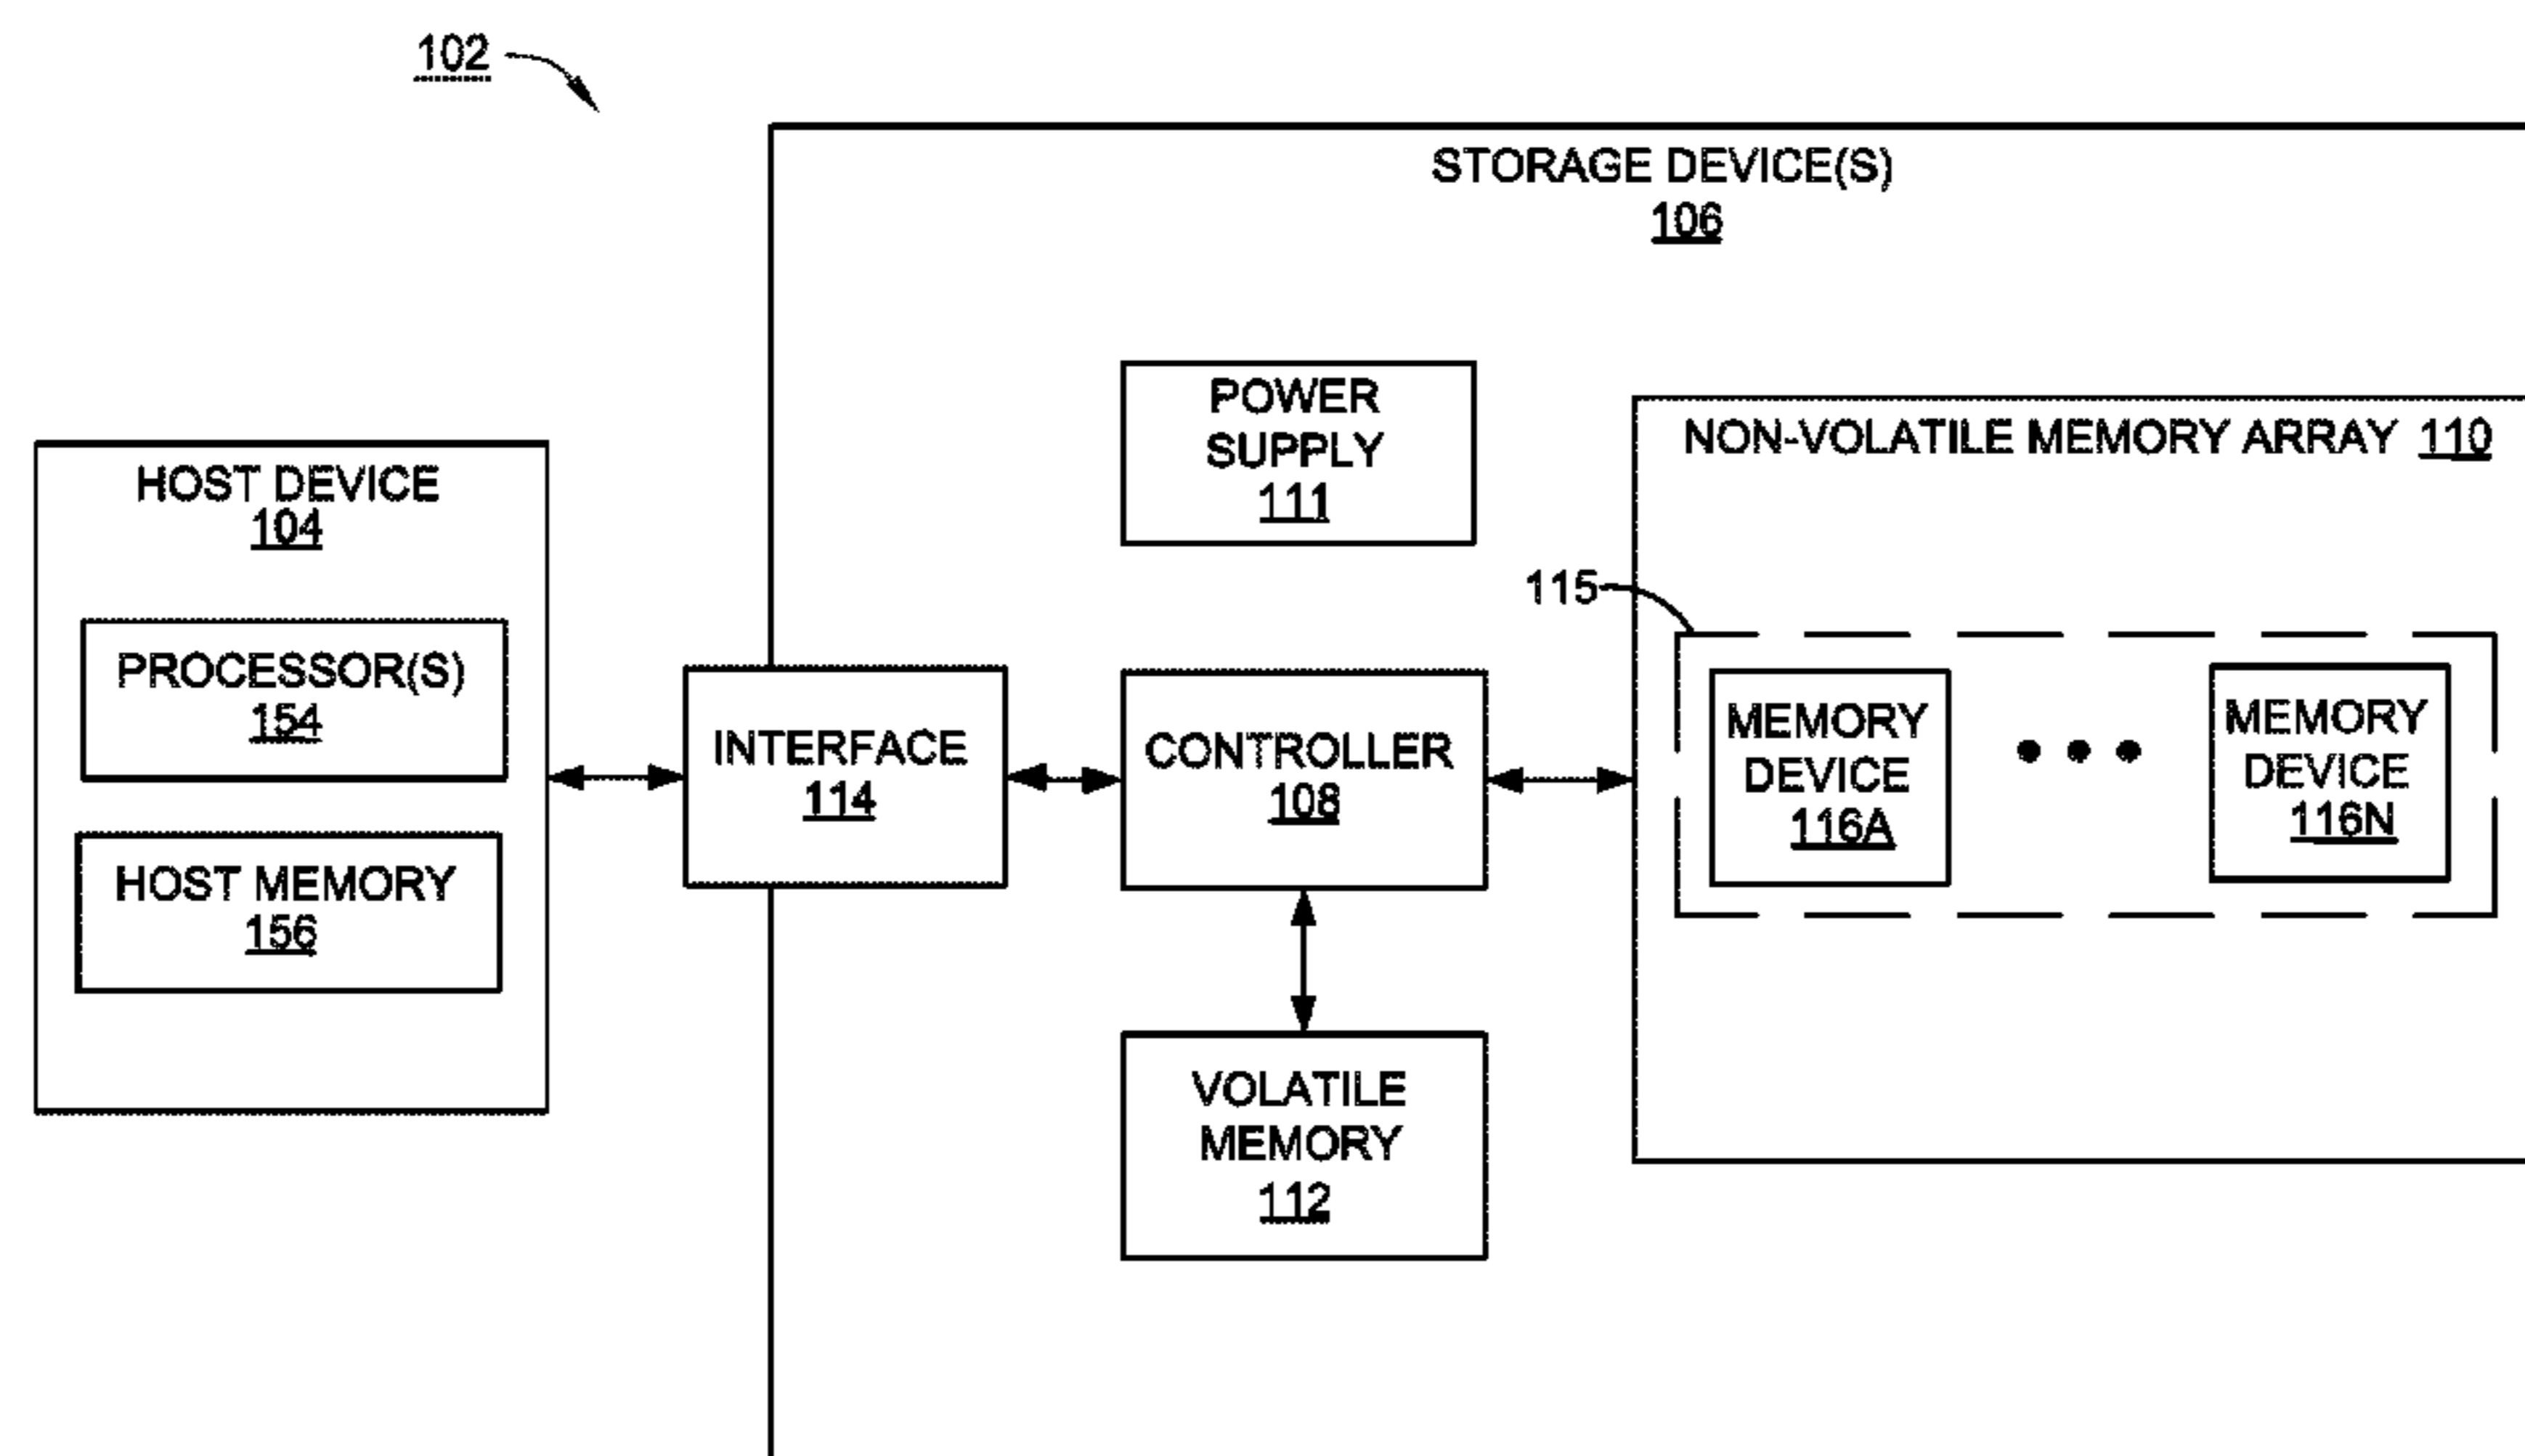 102
STORAGE DEVICE(S)
106
POWER
SUPPLY
111
NON-VOLATILE MEMORY ARRAY 110
HOST DEVICE
104
115
PROCESSOR(S)
154
INTERFACE
114
CONTROLLER
108
MEMORY
DEVICE
116A
MEMORY
DEVICE
116N
HOST MEMORY
156
VOLATILE
MEMORY
112